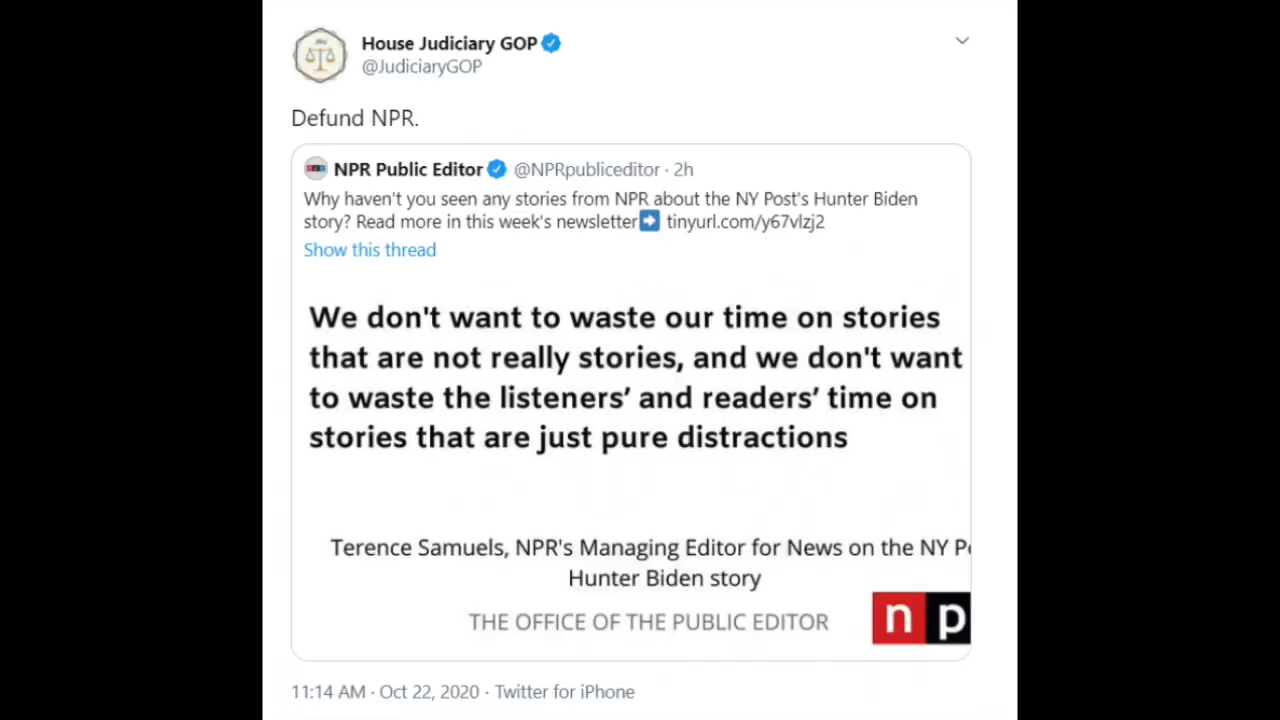 House Judiciary GOP
@JudiciaryGOP
Defund NPR.
NPR Public Editor @NPRpubliceditor · 2h
Why haven't you seen any stories from NPR about the NY Post's Hunter Biden
story? Read more in this week's newsletter➡ tinyurl.com/y67vlzj2
Show this thread
We don't want to waste our time on stories
that are not really stories, and we don't want
to waste the listeners’ and readers’ time on
stories that are just pure distractions
Terence Samuels, NPR's Managing Editor for News on the NY
Hunter Biden story
THE OFFICE OF THE PUBLIC EDITOR
n p
11:14 AM · Oct 22, 2020 · Twitter for iPhone